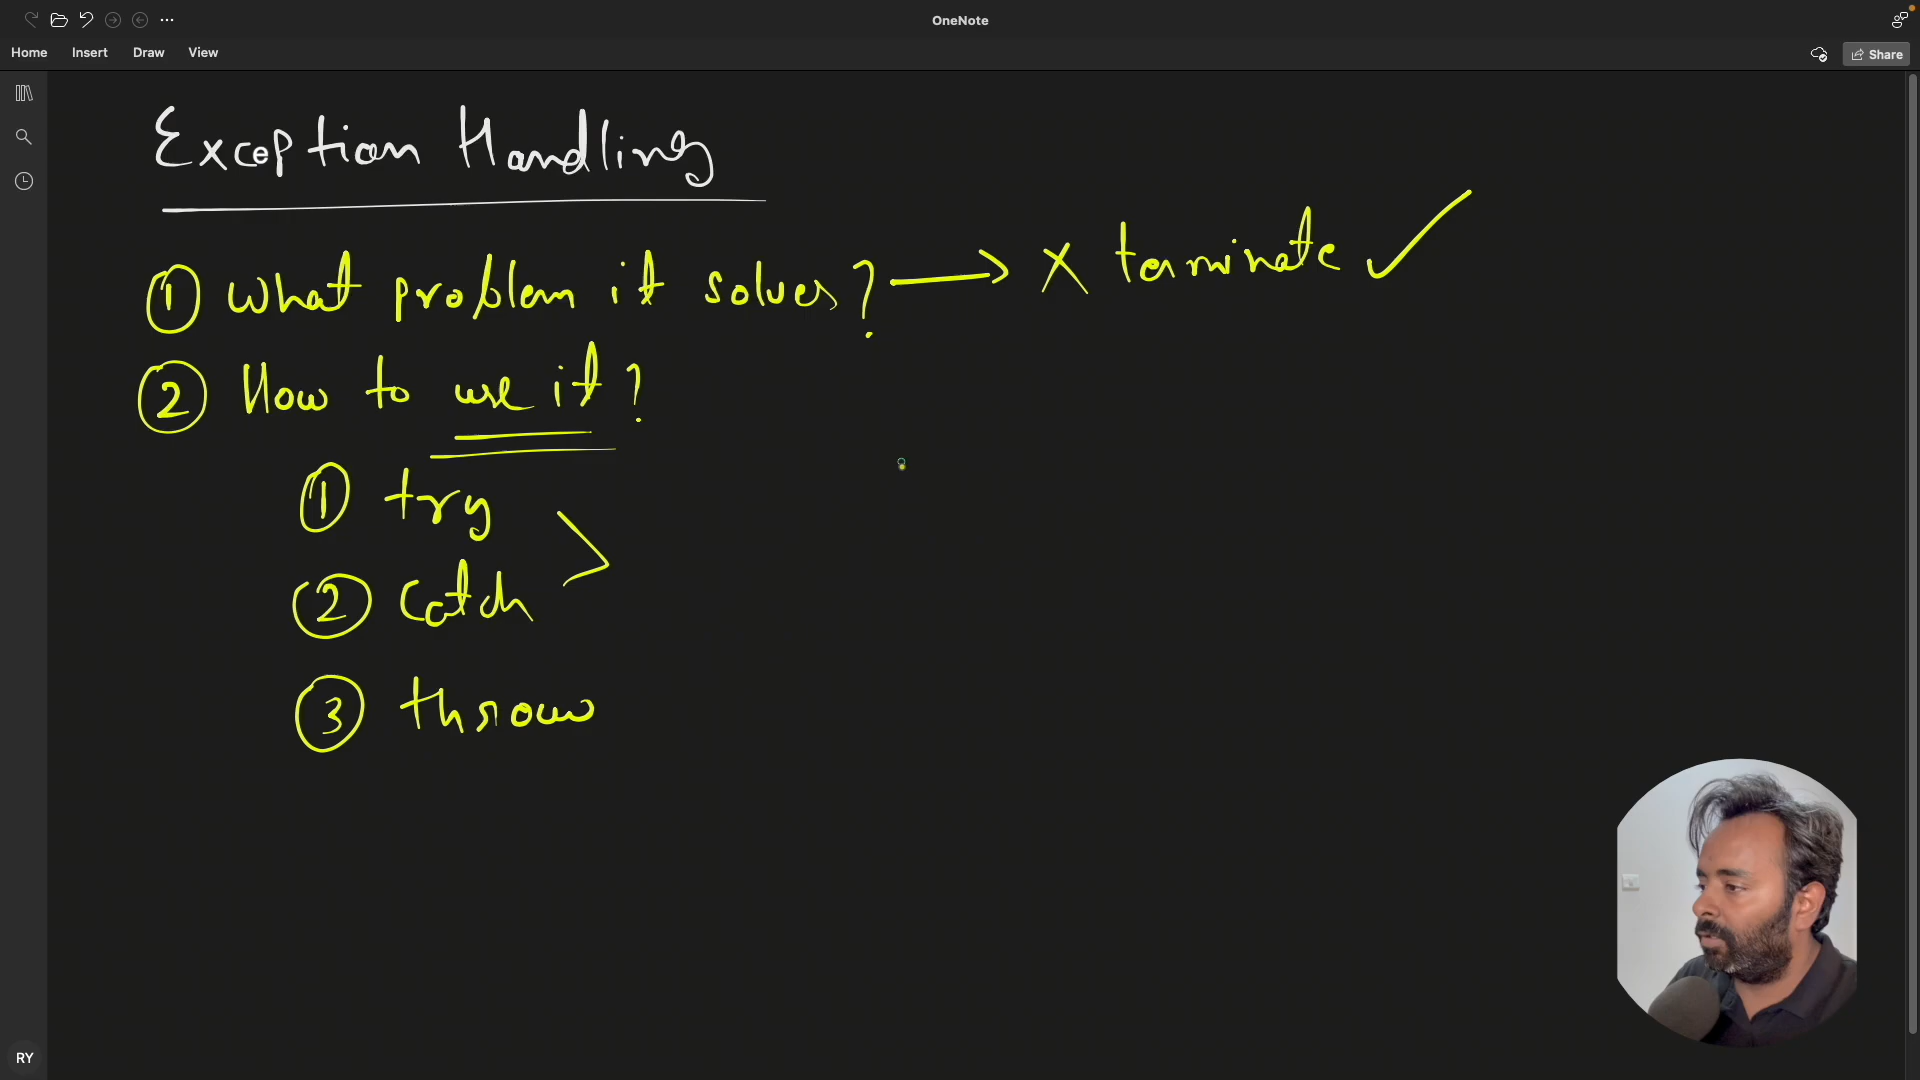 OneNote
Home Insert Draw View
Share
Exception Handling
① What problem it solves? → X terminate ✓
② How to use it?
① try
② catch
③ throw
RY